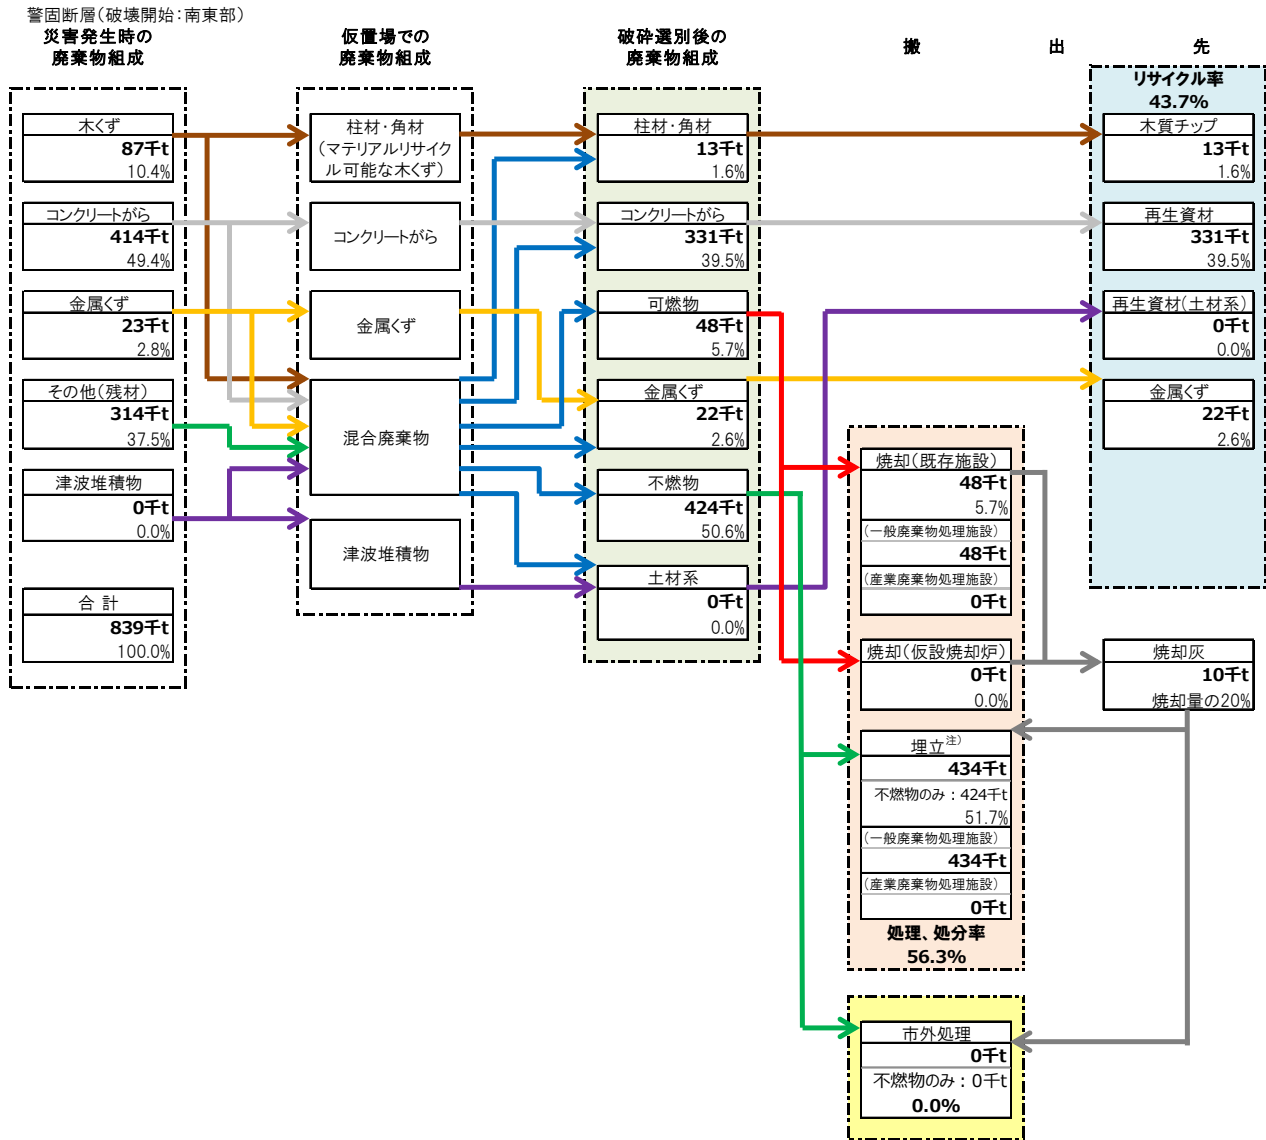 警固断層(破壊開始:南東部)
災害発生時の
廃棄物組成
木くず
87千t
10.4%
コンクリートがら
414千t
49.4%
金属くず
23千t
2.8%
その他(残材)
314千t
37.5%
津波堆積物
0千t
0.0%
合 計
839千t
100.0%
仮置場での
廃棄物組成
柱材・角材
(マテリアルリサイク
ル可能な木くず)
コンクリートがら
金属くず
混合廃棄物
津波堆積物
破砕選別後の
廃棄物組成
柱材・角材
13千t
1.6%
コンクリートがら
331千t
39.5%
可燃物
48千t
5.7%
金属くず
22千t
2.6%
不燃物
424千t
50.6%
土材系
0千t
0.0%
搬 出 先
リサイクル率
43.7%
木質チップ
13千t
1.6%
再生資材
331千t
39.5%
再生資材(土材系)
0千t
0.0%
金属くず
22千t
2.6%
焼却(既存施設)
48千t
5.7%
(一般廃棄物処理施設)
48千t
(産業廃棄物処理施設)
0千t
焼却(仮設焼却炉)
0千t
0.0%
焼却灰
10千t
焼却量の20%
埋立注)
434千t
不燃物のみ:424千t
51.7%
(一般廃棄物処理施設)
434千t
(産業廃棄物処理施設)
0千t
処理、処分率
56.3%
市外処理
0千t
不燃物のみ:0千t
0.0%